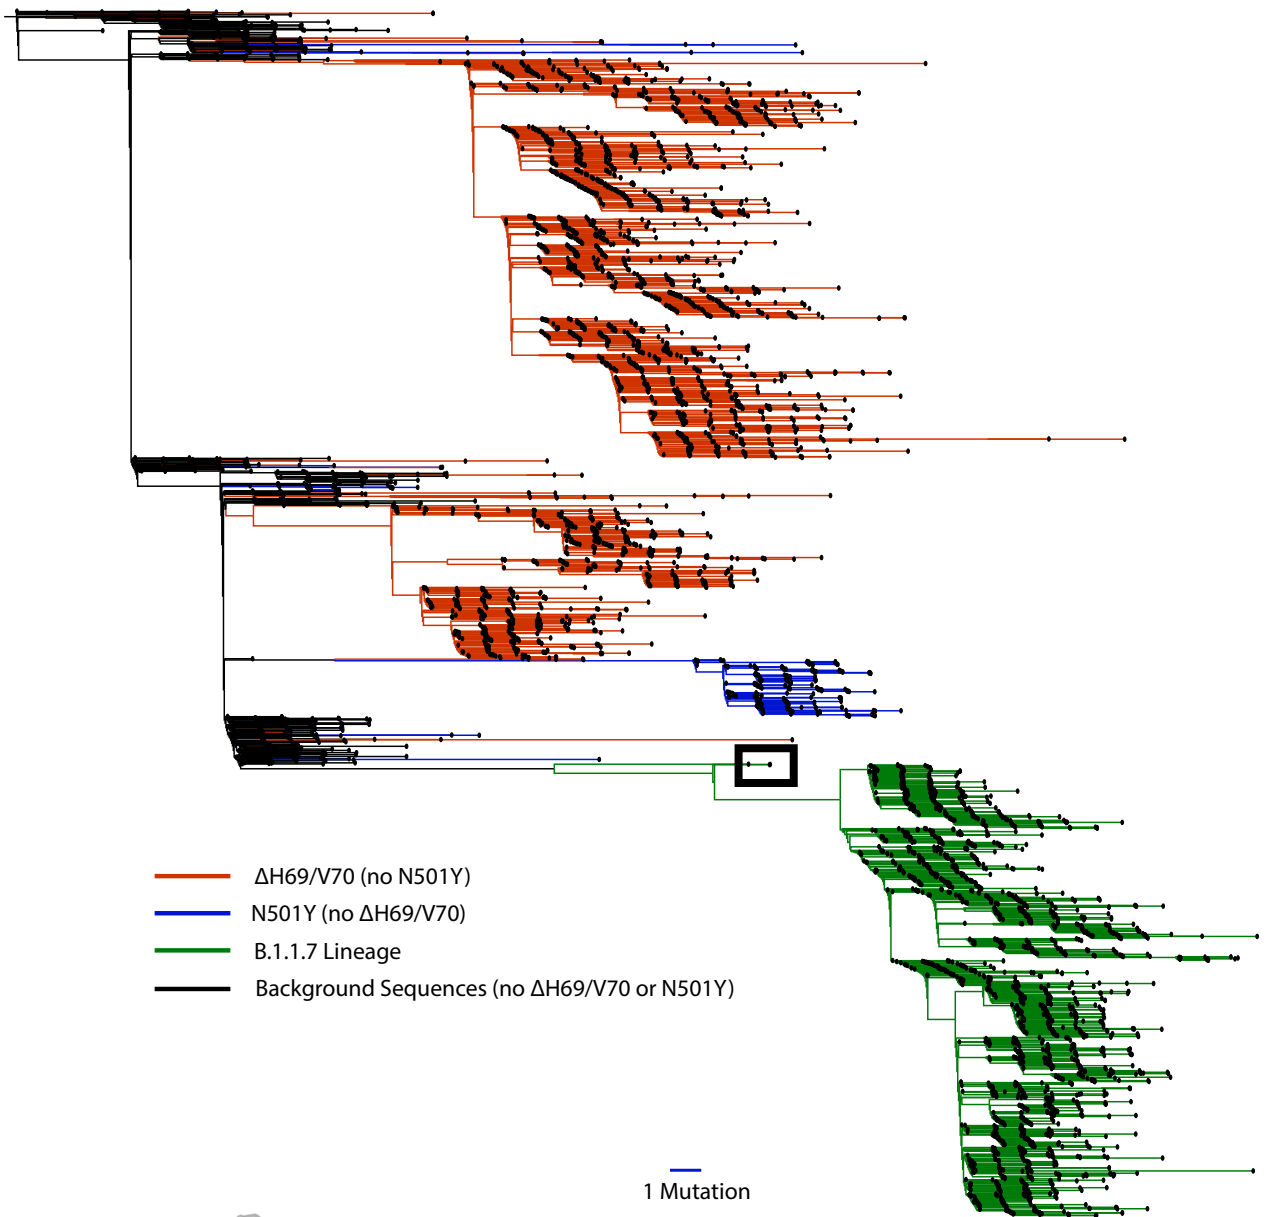 ΔH69/V70 (no N501Y)
N501Y (no ΔH69/V70)
B.1.1.7 Lineage
Background Sequences (no ΔH69/V70 or N501Y)
1 Mutation